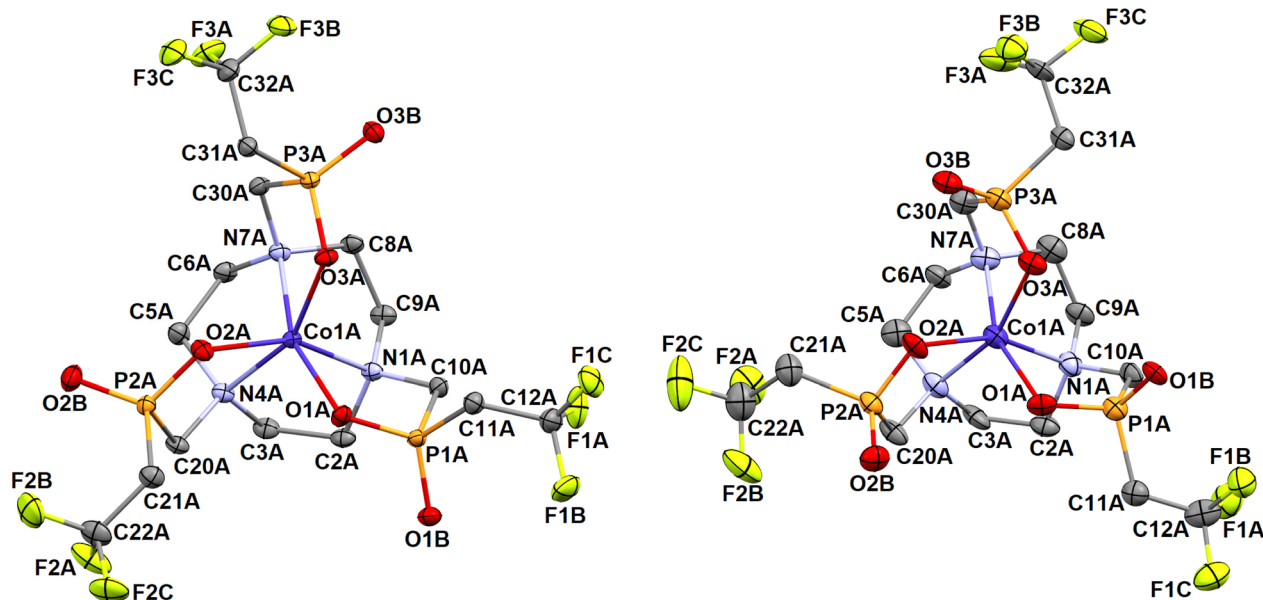 F3A
F3B
F3C
C32A
O3B
C31A
P3A
C30A
N7A
C8A
C6A
O3A
C5A
C9A
O2A
Co1A
N1A
C10A
P2A
O2B
N4A
O1A
C12A
F1C
C11A
F1A
C3A
C2A
P1A
C20A
F1B
F2B
C21A
O1B
C22A
F2A
F2C
F3B
F3C
F3A
C32A
C31A
O3B
P3A
C30A
N7A
C8A
C6A
O3A
C9A
C5A
O2A
Co1A
F2C
F2A
C21A
C10A
N1A
O1B
P2A
N4A
O1A
C22A
C3A
C2A
P1A
C20A
F2B
O2B
F1B
C11A
C12A
F1A
F1C